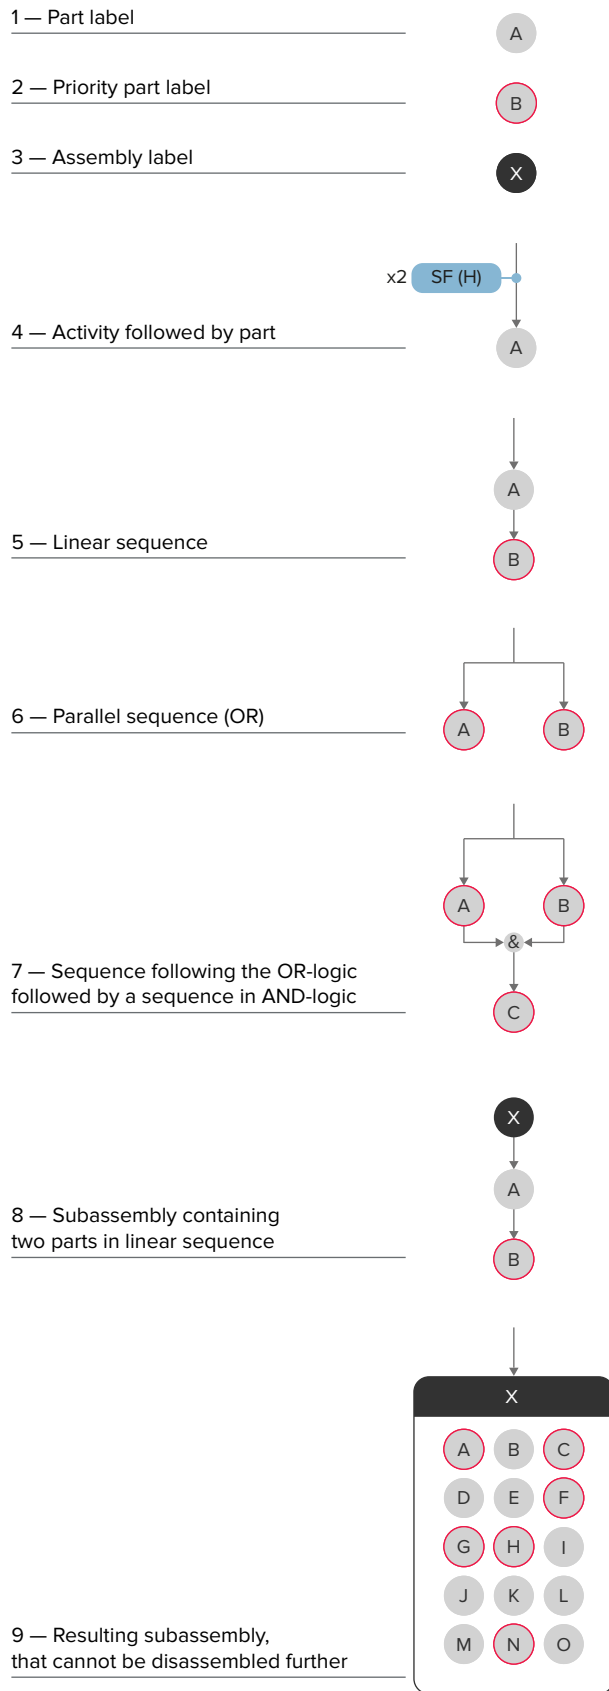 1 — Part label
A
2 — Priority part label
B
3 — Assembly label
X
x2 SF (H)
4 — Activity followed by part
A
A
5 — Linear sequence
B
6 — Parallel sequence (OR)
A B
A B
&
7 — Sequence following the OR-logic
followed by a sequence in AND-logic
C
X
A
8 — Subassembly containing
two parts in linear sequence
B
X
A B C
D E F
G H I
J K L
M N O
9 — Resulting subassembly,
that cannot be disassembled further